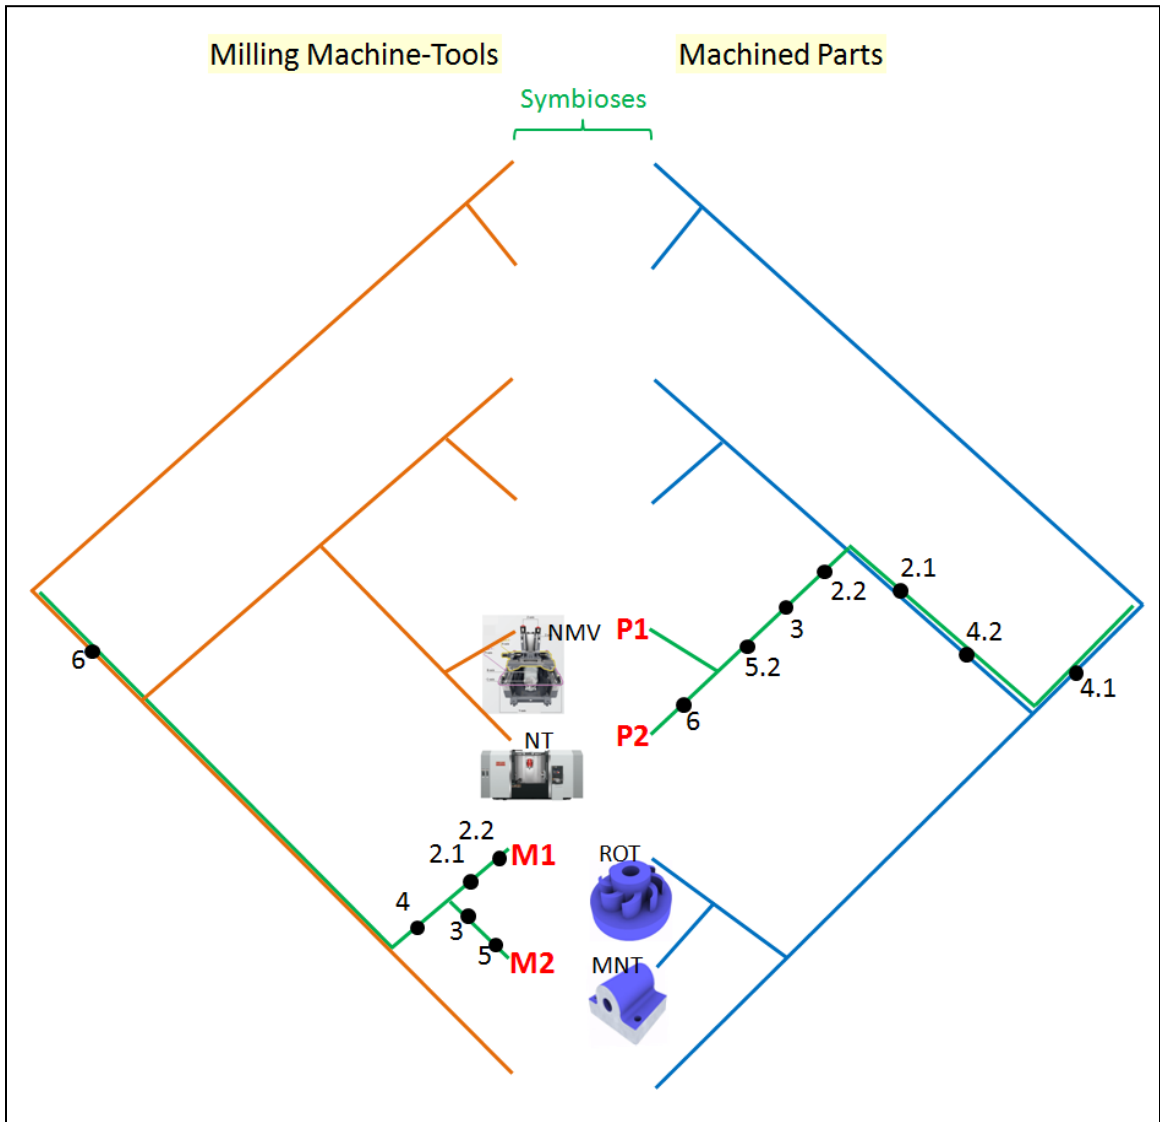 Milling Machine-Tools
Machined Parts
Symbioses
2.1
2.2
3
4.2
NMV
P1
5.2
6
4.1
6
P2
NT
2.2
2.1
M1
ROT
4
3
5
M2
MNT